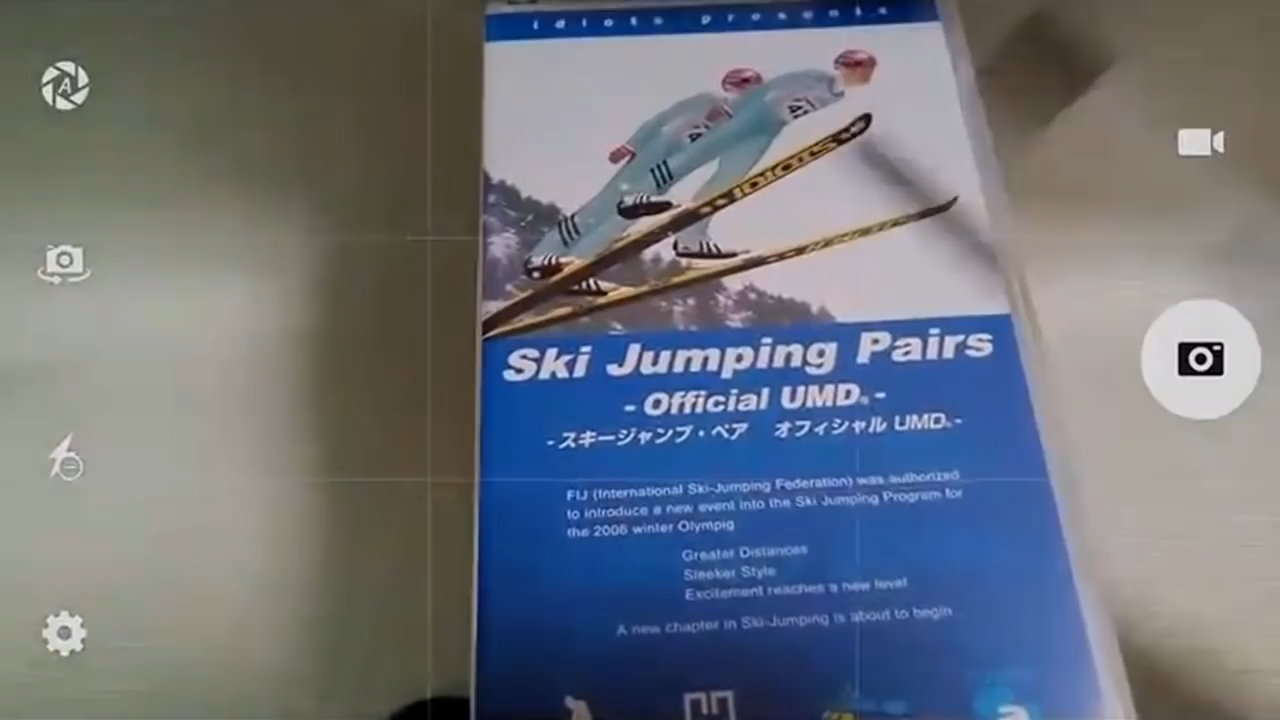 idiots presents
47
IDIOTS
Ski Jumping Pairs
- Official UMD® -
- スキージャンプ・ペア オフィシャル UMD® -
FIJ (International Ski-Jumping Federation) was authorized
to introduce a new event into the Ski Jumping Program for
the 2006 winter Olympig
Greater Distances
Sleeker Style
Excitement reaches a new level
A new chapter in Ski-Jumping is about to begin